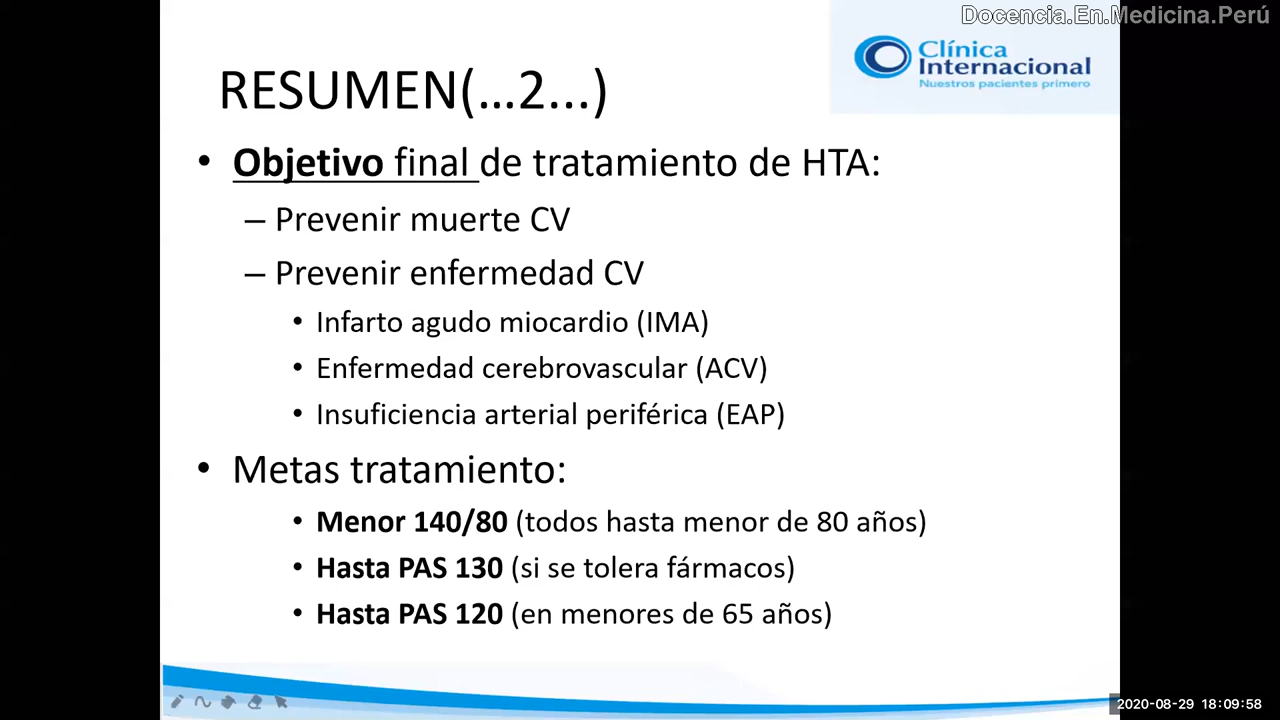 Docencia.En.Medicina.Perú
Clínica
Internacional
Nuestros pacientes primero
RESUMEN(…2...)
• Objetivo final de tratamiento de HTA:
– Prevenir muerte CV
– Prevenir enfermedad CV
• Infarto agudo miocardio (IMA)
• Enfermedad cerebrovascular (ACV)
• Insuficiencia arterial periférica (EAP)
• Metas tratamiento:
• Menor 140/80 (todos hasta menor de 80 años)
• Hasta PAS 130 (si se tolera fármacos)
• Hasta PAS 120 (en menores de 65 años)
2020-08-29 18:09:58